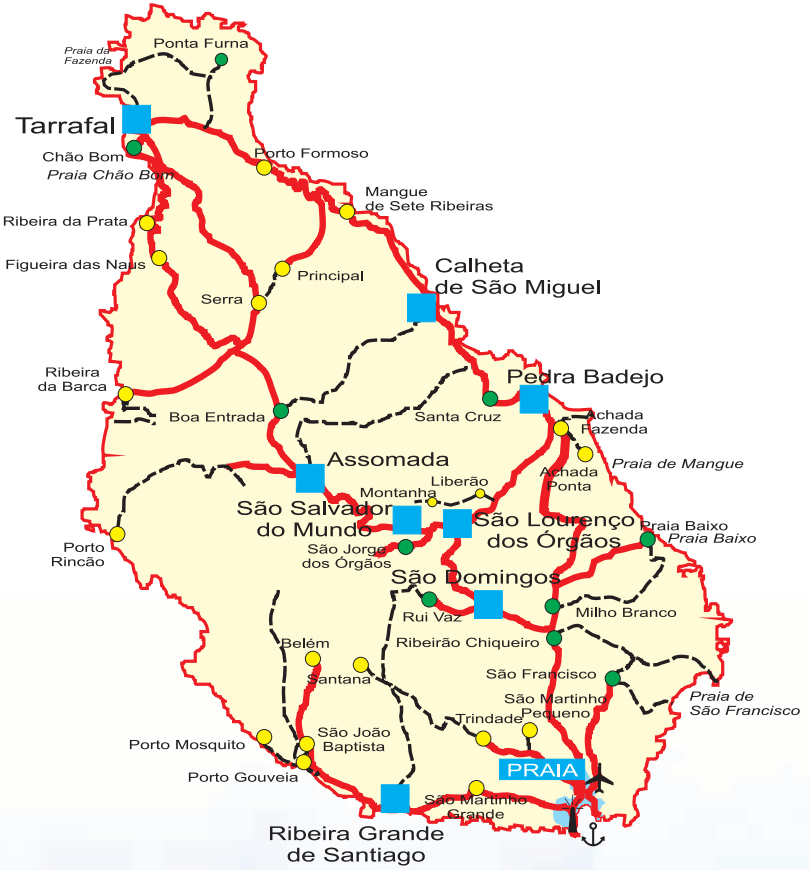 Ponta Furna
Praia da
Fazenda
Tarrafal
Chão Bom
Praia Chão Bom
Porto Formoso
Mangue
de Sete Ribeiras
Ribeira da Prata
Figueira das Naus
Principal
Serra
Calheta
de São Miguel
Ribeira
da Barca
Boa Entrada
Pedra Badejo
Santa Cruz
Achada
Fazenda
Praia de Mangue
Achada
Ponta
Assomada
Liberão
Montanha
São Salvador
do Mundo
São Lourenço
dos Órgãos
Praia Baixo
Praia Baixo
Porto
Rincão
São Jorge
dos Órgãos
São Domingos
Rui Vaz
Milho Branco
Ribeirão Chiqueiro
Belém
Santana
São Francisco
Praia de
São Francisco
São Martinho
Pequeno
Trindade
São João
Baptista
Porto Mosquito
Porto Gouveia
PRAIA
São Martinho
Grande
Ribeira Grande
de Santiago